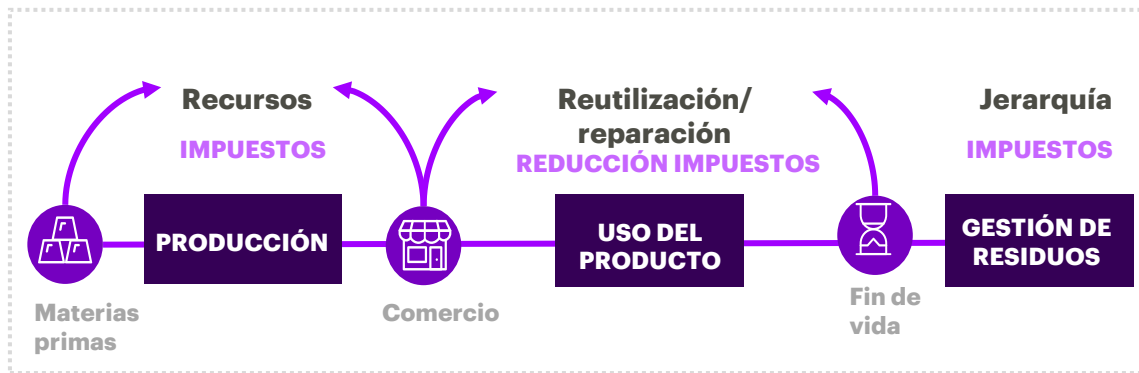 Recursos
IMPUESTOS
Reutilización/
reparación
REDUCCIÓN IMPUESTOS
Jerarquía
IMPUESTOS
PRODUCCIÓN
USO DEL
PRODUCTO
GESTIÓN DE
RESIDUOS
Materias
primas
Comercio
Fin de
vida